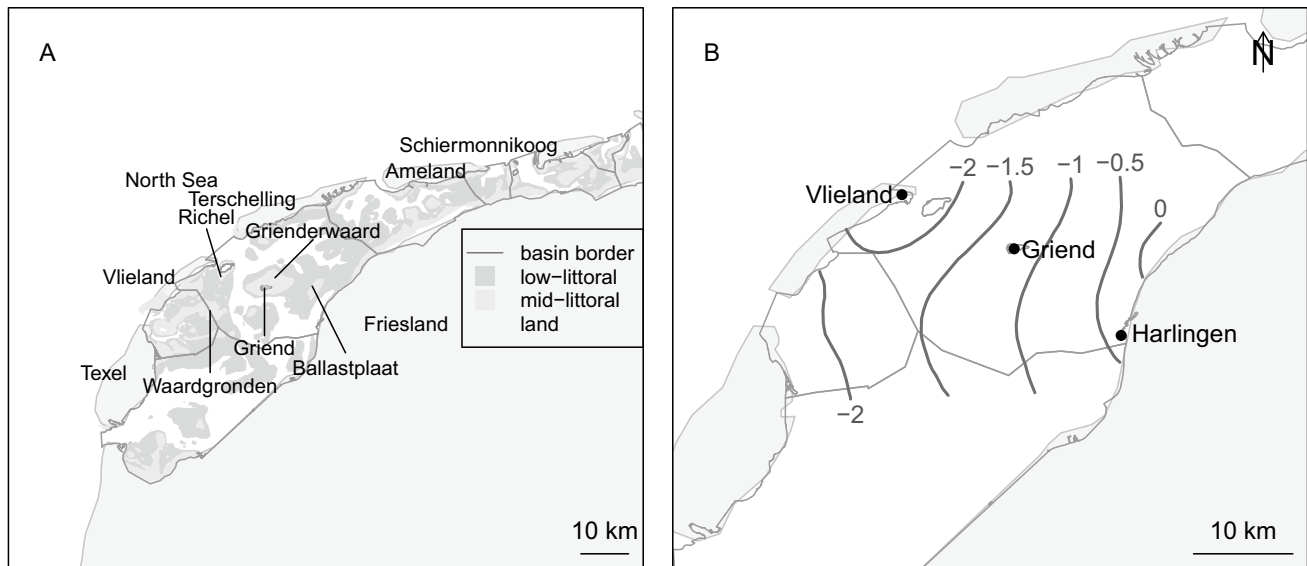 A
Schiermonnikoog
Ameland
North Sea
Terschelling
Richel
Grienderwaard
Vlieland
basin border
low−littoral
mid−littoral
land
Friesland
Griend
Ballastplaat
Texel
Waardgronden
10 km
B
N
−2
−1.5
−1
−0.5
0
Vlieland
Griend
Harlingen
−2
10 km